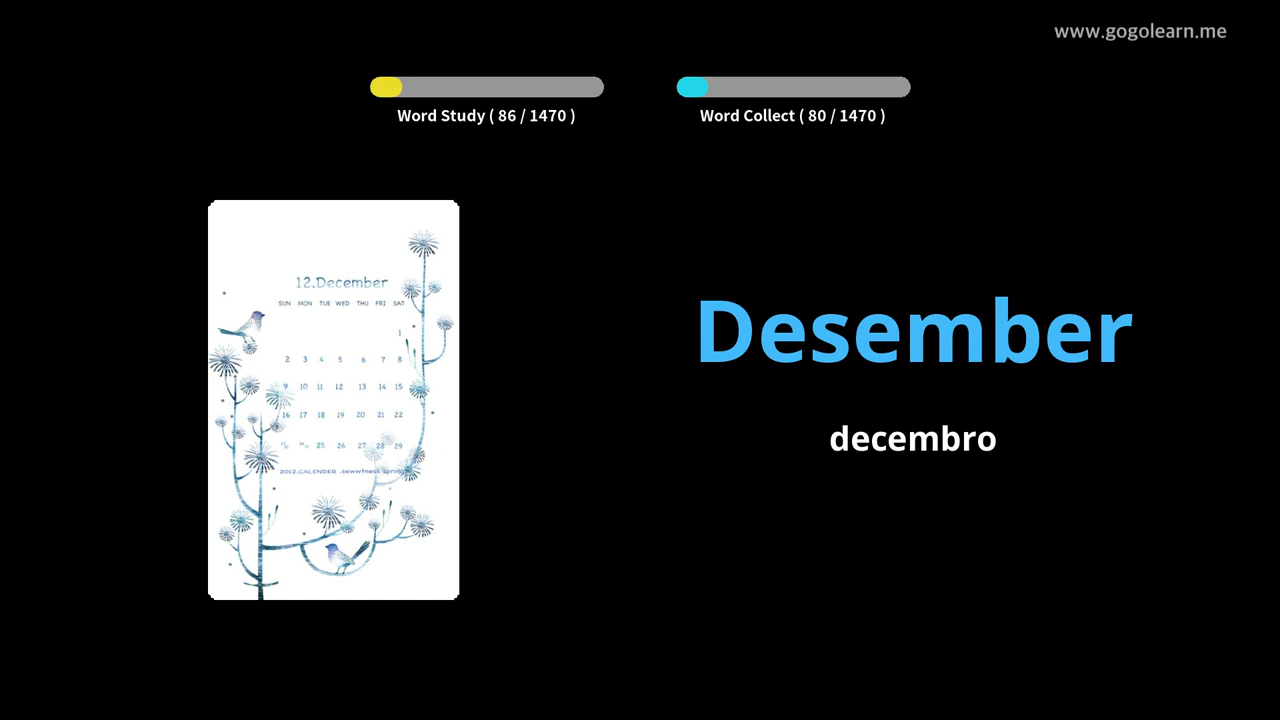 www.gogolearn.me
Word Study ( 86 / 1470 )
Word Collect ( 80 / 1470 )
12.December
SUN MON TUE WED THU FRI SAT
1
2 3 4 5 6 7 8
9 10 11 12 13 14 15
16 17 18 19 20 21 22
25 26 27 28 29
2012.CALENDER .sewwtness spring
Desember
decembro